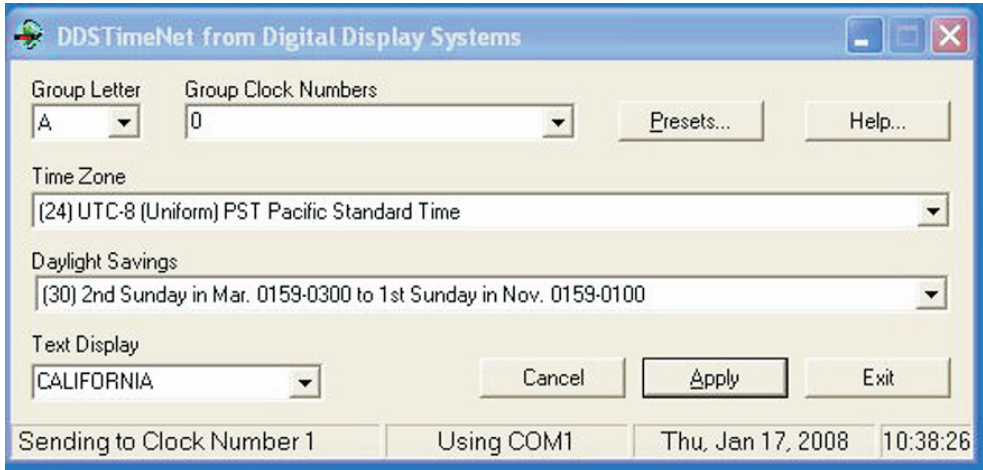 DDSTimeNet from Digital Display Systems
Group Letter Group Clock Numbers
A 0 Presets... Help...
Time Zone
(24) UTC-8 (Uniform) PST Pacific Standard Time
Daylight Savings
(30) 2nd Sunday in Mar. 0159-0300 to 1st Sunday in Nov. 0159-0100
Text Display
CALIFORNIA Cancel Apply Exit
Sending to Clock Number 1 Using COM1 Thu, Jan 17, 2008 10:38:26